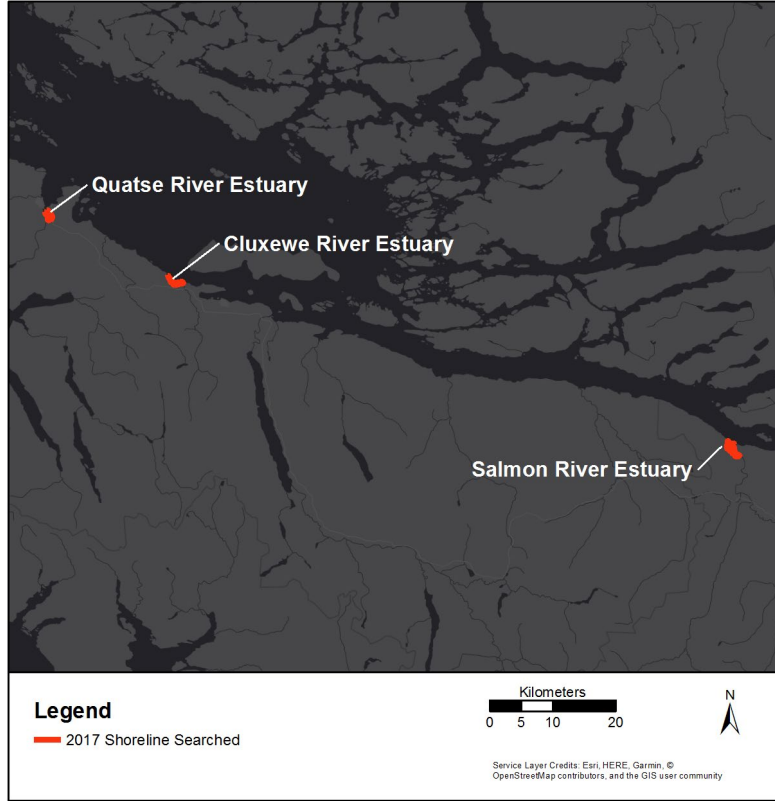 Quatse River Estuary
Cluxewe River Estuary
Salmon River Estuary
Legend
2017 Shoreline Searched
Kilometers
0 5 10 20
N
Service Layer Credits: Esri, HERE, Garmin, ©
OpenStreetMap contributors, and the GIS user community